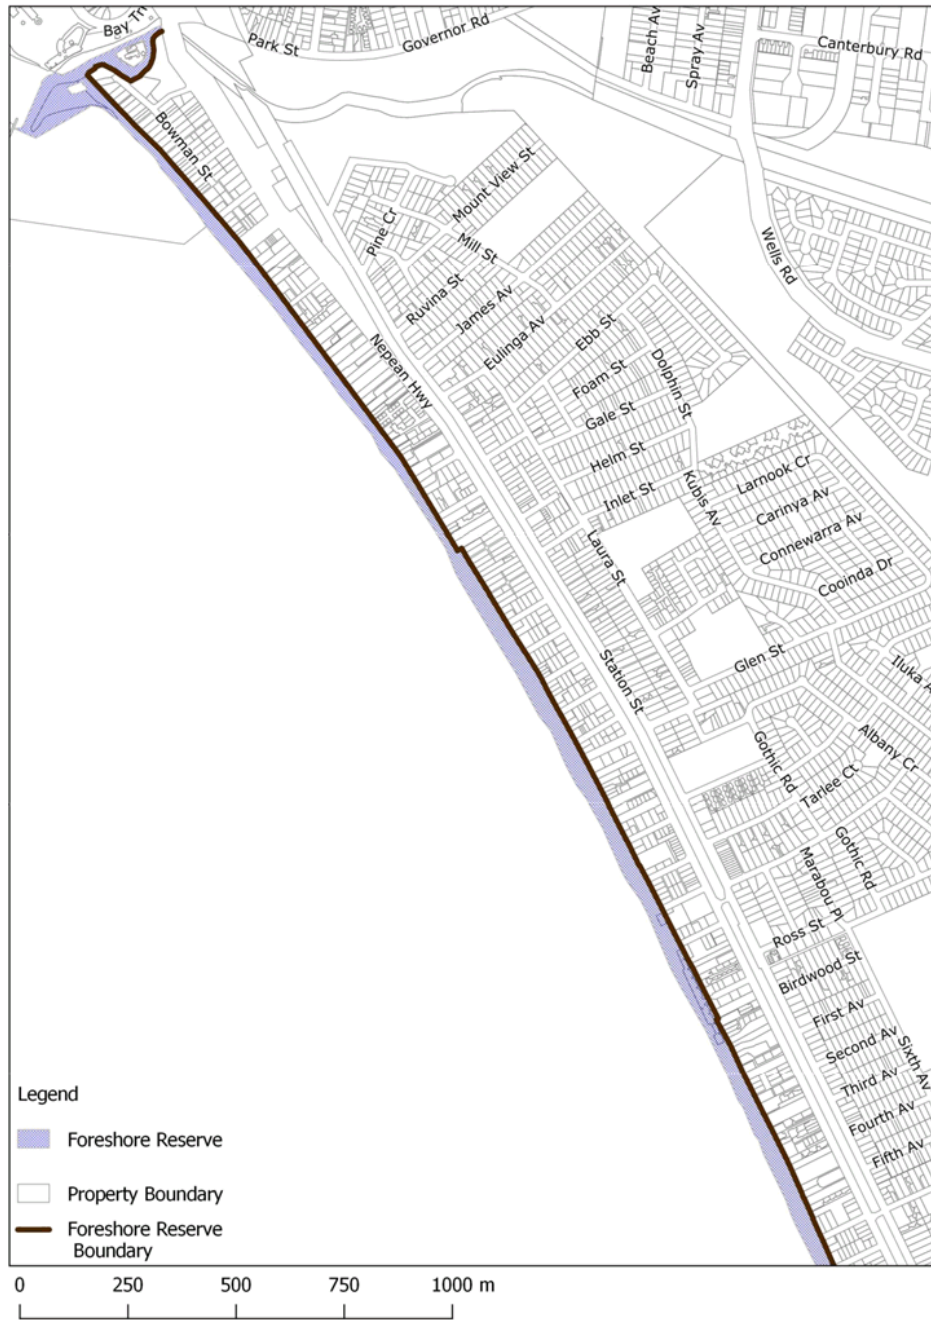 Bay Trl
Park St
Governor Rd
Beach Av
Spray Av
Canterbury Rd
Bowman St
Mount View St
Pine Cr
Mill St
Wells Rd
Ruvina St
James Av
Eulinga Av
Ebb St
Nepean Hwy
Foam St
Dolphin St
Gale St
Helm St
Inlet St
Kubis Av
Larnook Cr
Carinya Av
Connewarra Av
Laura St
Cooinda Dr
Glen St
Station St
Iluka A
Gothic Rd
Albany Cr
Tarlee Ct
Gothic Rd
Marabou Pl
Ross St
Birdwood St
First Av
Second Av
Sixth Av
Third Av
Fourth Av
Fifth Av
Legend
Foreshore Reserve
Property Boundary
Foreshore Reserve
Boundary
0 250 500 750 1000 m